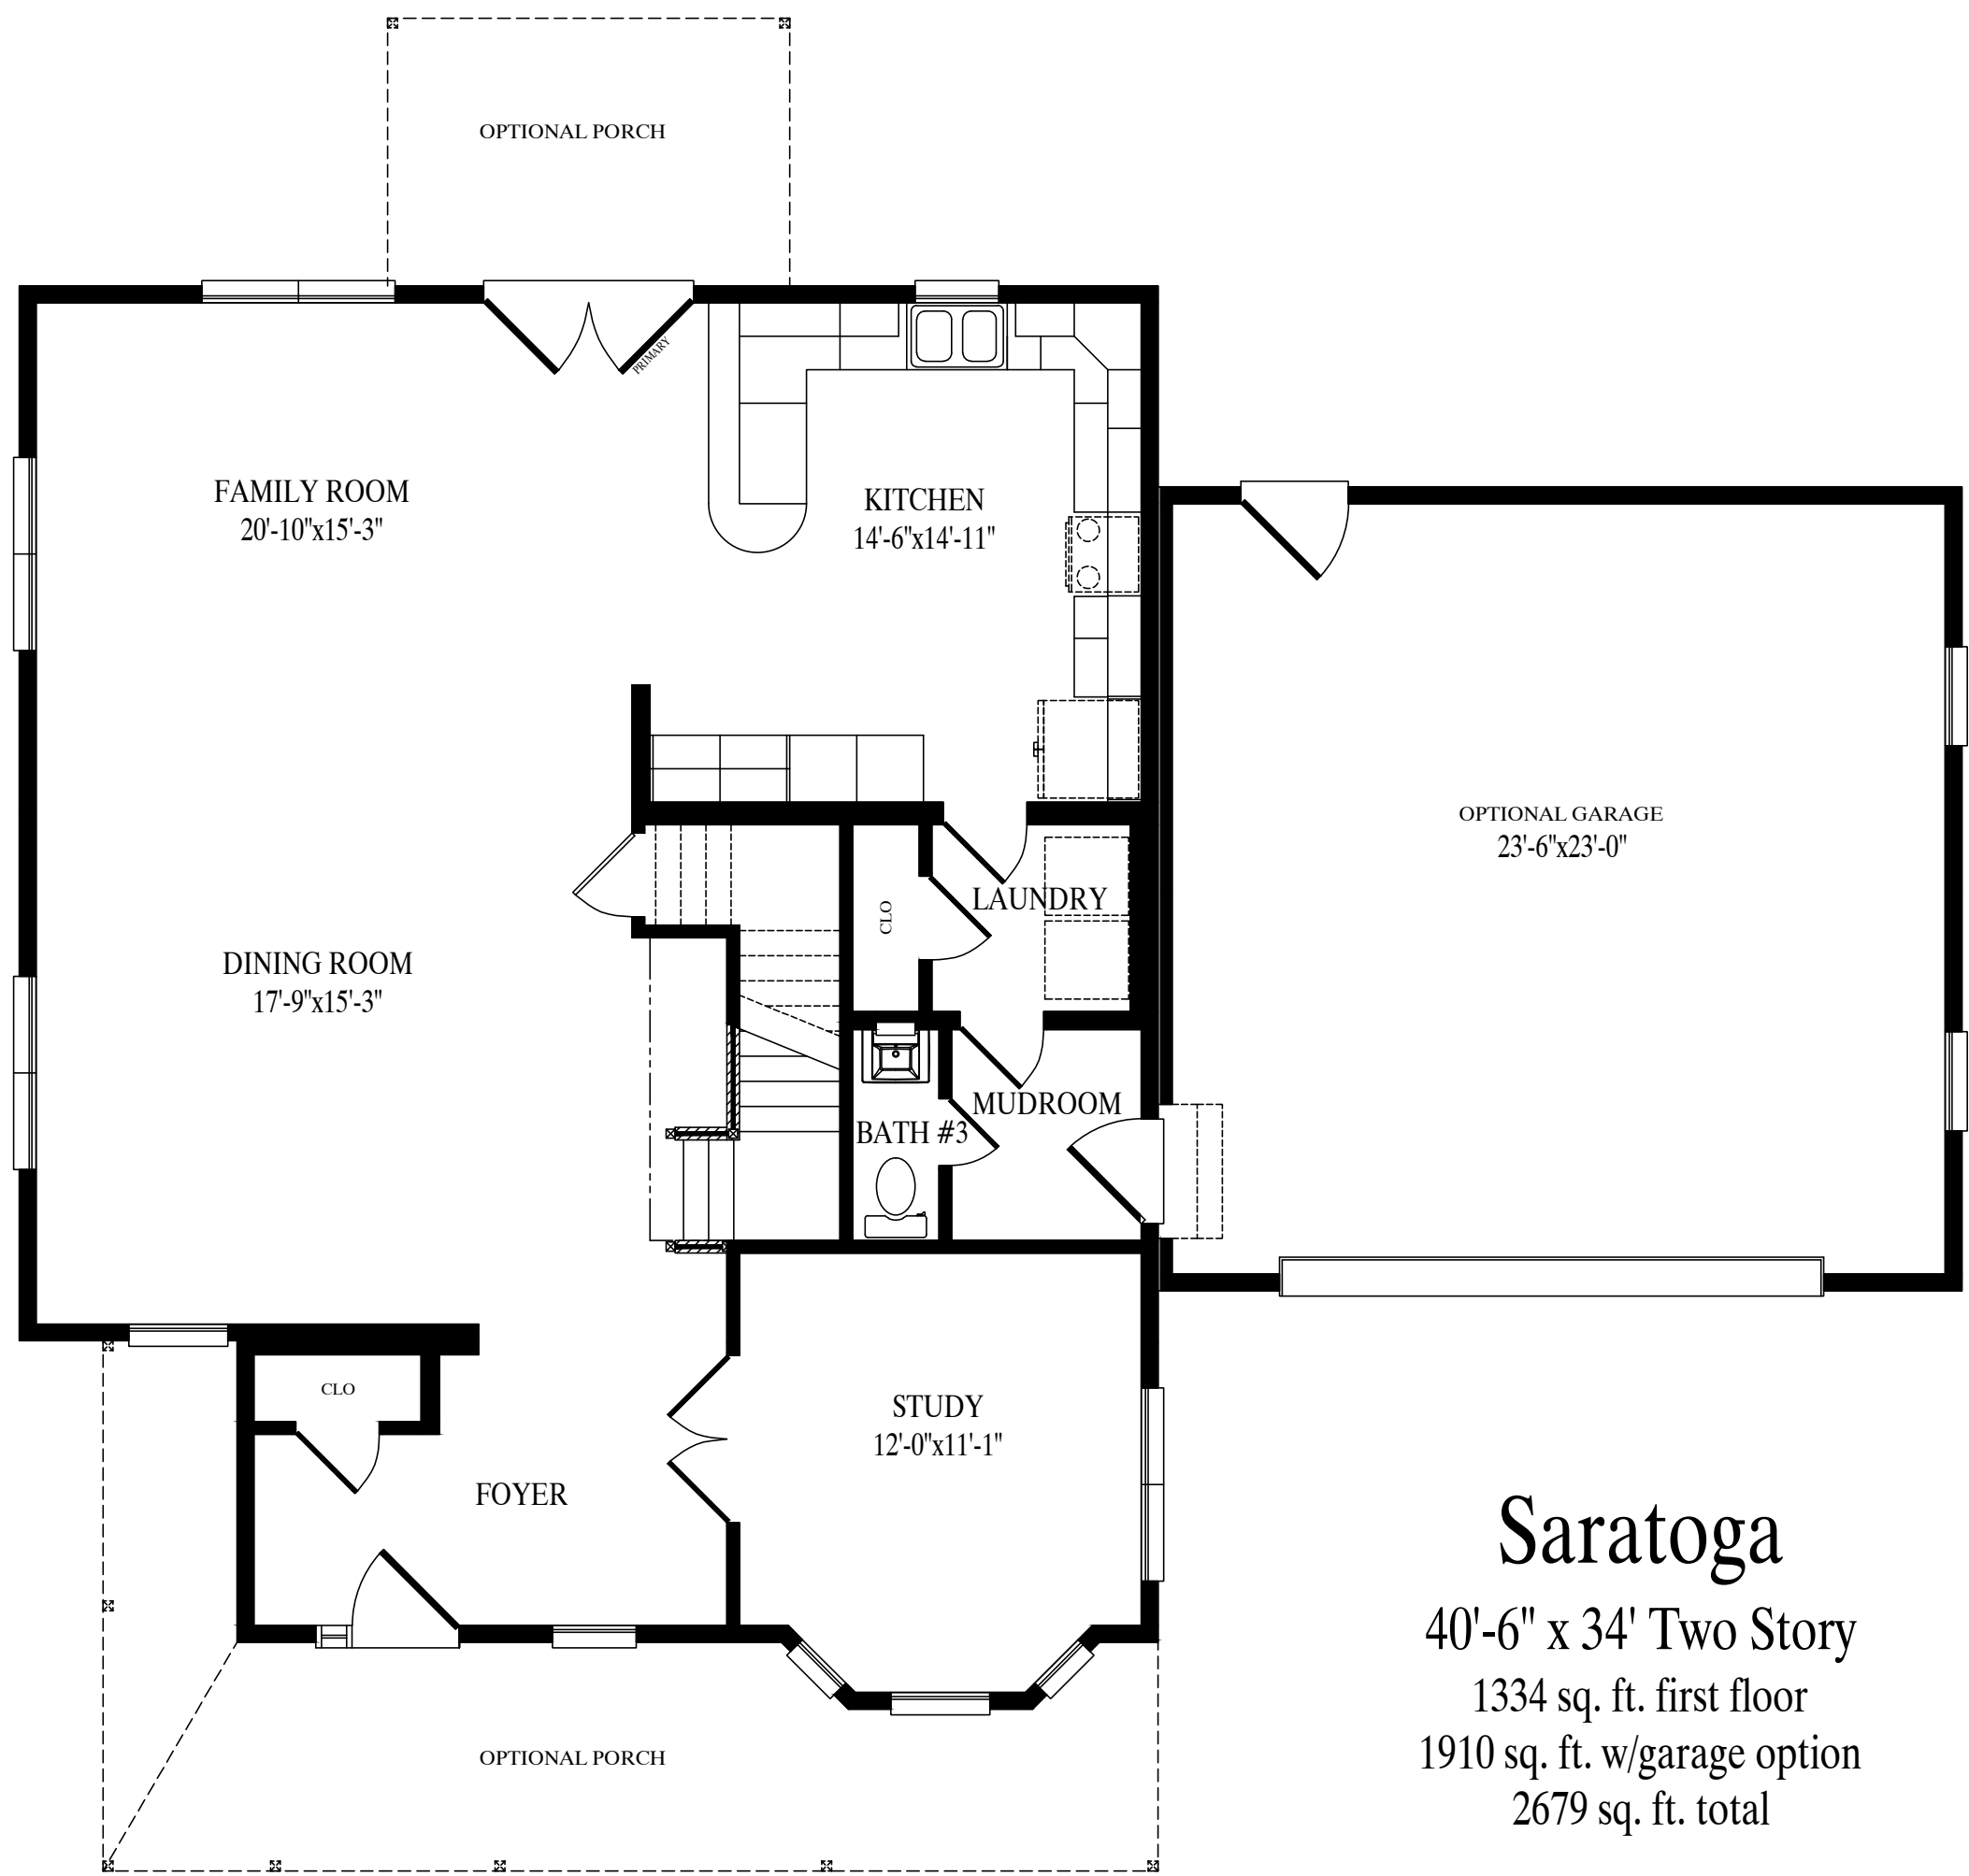 OPTIONAL PORCH
PRIMARY
FAMILY ROOM
20'-10"x15'-3"
KITCHEN
14'-6"x14'-11"
OPTIONAL GARAGE
23'-6"x23'-0"
CLO
LAUNDRY
DINING ROOM
17'-9"x15'-3"
MUDROOM
BATH #3
CLO
STUDY
12'-0"x11'-1"
FOYER
OPTIONAL PORCH
Saratoga
40'-6" x 34' Two Story
1334 sq. ft. first floor
1910 sq. ft. w/garage option
2679 sq. ft. total